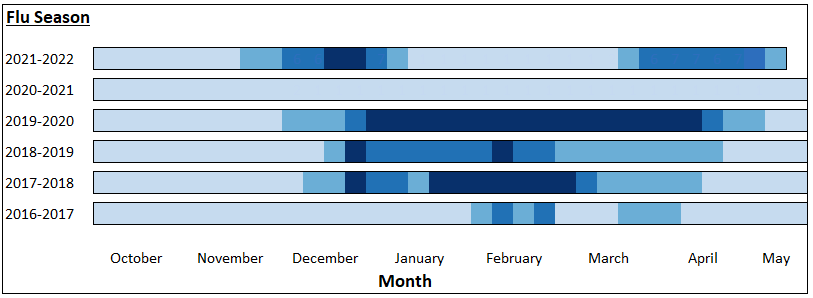 Flu Season
2021-2022
2020-2021
2019-2020
2018-2019
2017-2018
2016-2017
October November December January February March April May
Month